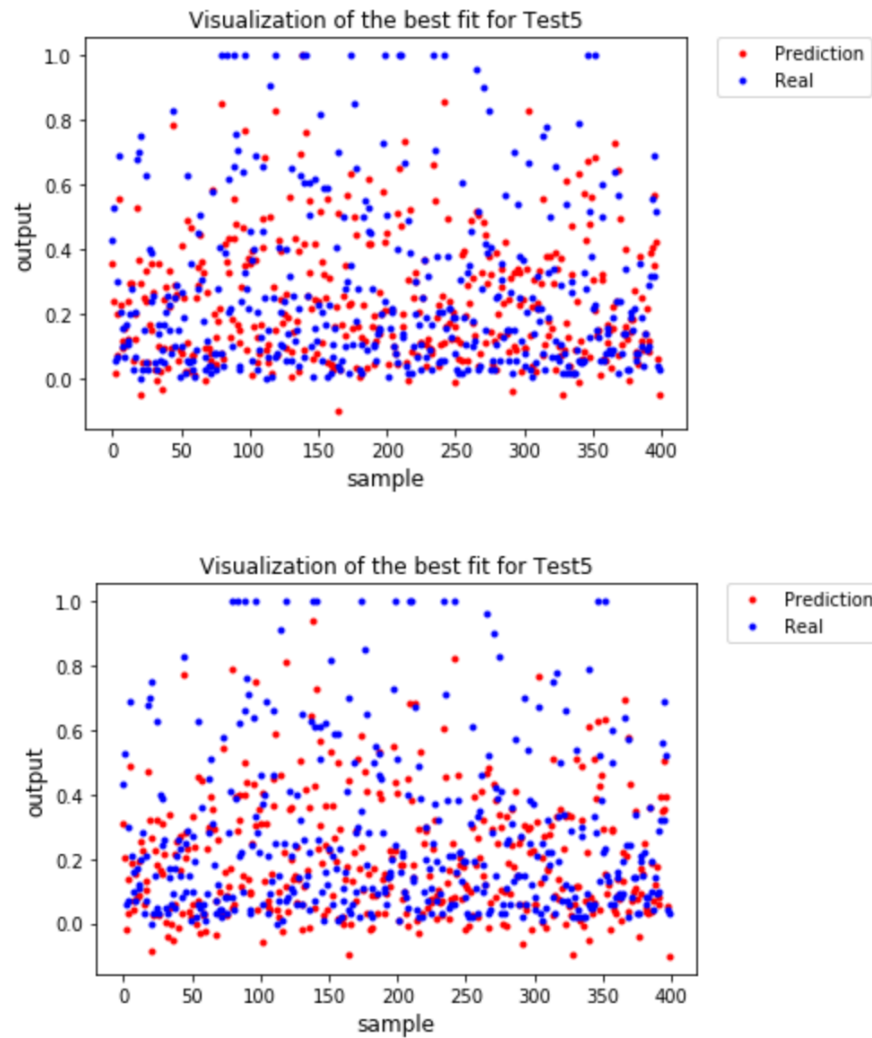 Visualization of the best fit for Test5
1.0
0.8
0.6
0.4
0.2
0.0
output
0 50 100 150 200 250 300 350 400
sample
Prediction
Real
Visualization of the best fit for Test5
1.0
0.8
0.6
0.4
0.2
0.0
output
0 50 100 150 200 250 300 350 400
sample
Prediction
Real